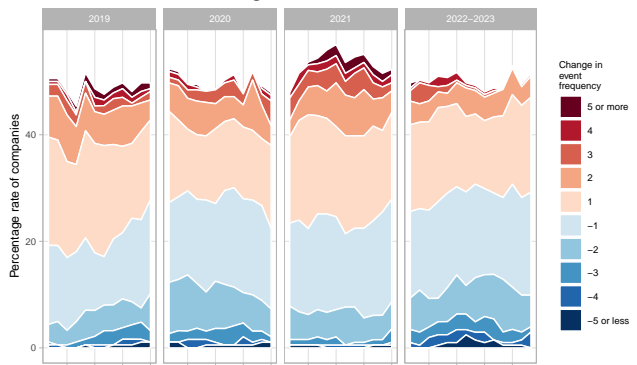 2019
2020
2021
2022–2023
Percentage rate of companies
40
20
0
Change in
event
frequency
5 or more
4
3
2
1
−1
−2
−3
−4
−5 or less